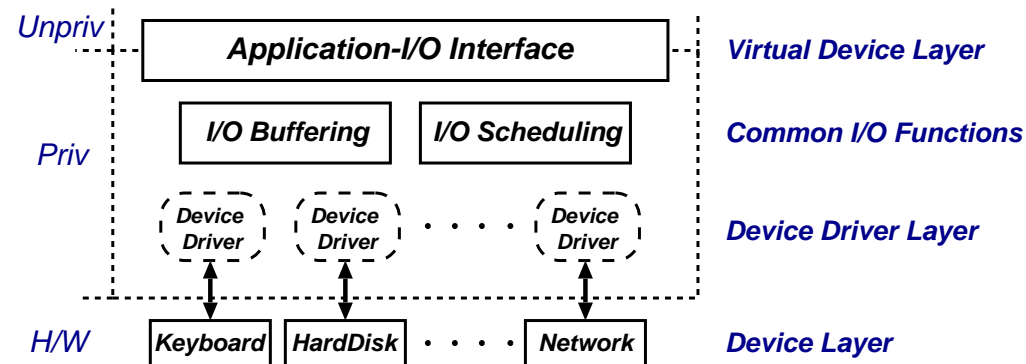 Unpriv
Application-I/O Interface
Virtual Device Layer
I/O Buffering
I/O Scheduling
Common I/O Functions
Priv
Device
Driver
Device
Driver
Device
Driver
Device Driver Layer
H/W
Keyboard
HardDisk
Network
Device Layer